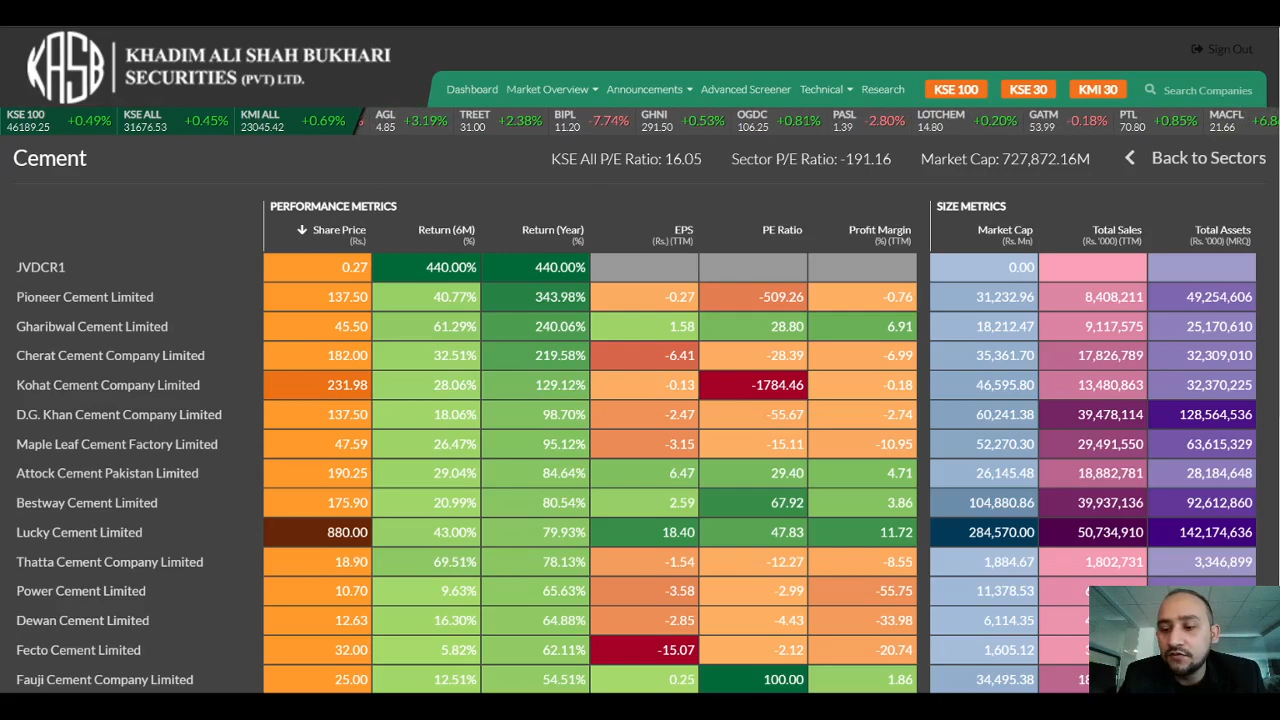 KASB
KHADIM ALI SHAH BUKHARI
SECURITIES (PVT) LTD.
Sign Out
Dashboard Market Overview Announcements Advanced Screener Technical Research KSE 100 KSE 30 KMI 30 Search Companies
KSE 100 46189.25 +0.49% KSE ALL 31676.53 +0.45% KMI ALL 23045.42 +0.69% AGL 4.85 +3.19% TREET 31.00 +2.38% BIPL 11.20 -7.74% GHNI 291.50 +0.53% OGDC 106.25 +0.81% PASL 1.39 -2.80% LOTCHEM 14.80 +0.20% GATM 53.99 -0.18% PTL 70.80 +0.85% MACFL 21.66 +6.8
Cement KSE All P/E Ratio: 16.05 Sector P/E Ratio: -191.16 Market Cap: 727,872.16M Back to Sectors
PERFORMANCE METRICS SIZE METRICS
Share Price Return (6M) Return (Year) EPS PE Ratio Profit Margin Market Cap Total Sales Total Assets
(Rs.) (%) (%) (Rs.) (TTM) (%) (TTM) (Rs. Mn) (Rs. '000) (TTM) (Rs. '000) (MRQ)
JVDCR1 0.27 440.00% 440.00% 0.00
Pioneer Cement Limited 137.50 40.77% 343.98% -0.27 -509.26 -0.76 31,232.96 8,408,211 49,254,606
Gharibwal Cement Limited 45.50 61.29% 240.06% 1.58 28.80 6.91 18,212.47 9,117,575 25,170,610
Cherat Cement Company Limited 182.00 32.51% 219.58% -6.41 -28.39 -6.99 35,361.70 17,826,789 32,309,010
Kohat Cement Company Limited 231.98 28.06% 129.12% -0.13 -1784.46 -0.18 46,595.80 13,480,863 32,370,225
D.G. Khan Cement Company Limited 137.50 18.06% 98.70% -2.47 -55.67 -2.74 60,241.38 39,478,114 128,564,536
Maple Leaf Cement Factory Limited 47.59 26.47% 95.12% -3.15 -15.11 -10.95 52,270.30 29,491,550 63,615,329
Attock Cement Pakistan Limited 190.25 29.04% 84.64% 6.47 29.40 4.71 26,145.48 18,882,781 28,184,648
Bestway Cement Limited 175.90 20.99% 80.54% 2.59 67.92 3.86 104,880.86 39,937,136 92,612,860
Lucky Cement Limited 880.00 43.00% 79.93% 18.40 47.83 11.72 284,570.00 50,734,910 142,174,636
Thatta Cement Company Limited 18.90 69.51% 78.13% -1.54 -12.27 -8.55 1,884.67 1,802,731 3,346,899
Power Cement Limited 10.70 9.63% 65.63% -3.58 -2.99 -55.75 11,378.53
Dewan Cement Limited 12.63 16.30% 64.88% -2.85 -4.43 -33.98 6,114.35
Fecto Cement Limited 32.00 5.82% 62.11% -15.07 -2.12 -20.74 1,605.12
Fauji Cement Company Limited 25.00 12.51% 54.51% 0.25 100.00 1.86 34,495.38